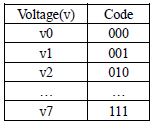 Voltage(v) Code
v0 000
v1 001
v2 010
... ...
v7 111